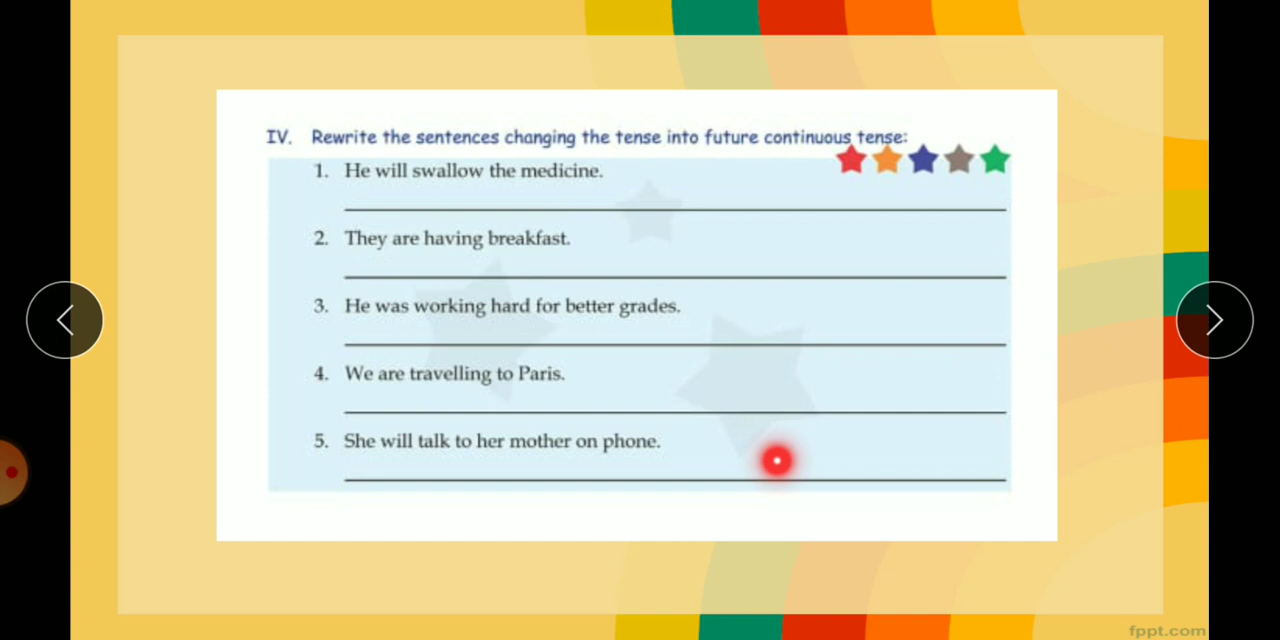 IV. Rewrite the sentences changing the tense into future continuous tense:
1. He will swallow the medicine.
2. They are having breakfast.
3. He was working hard for better grades.
4. We are travelling to Paris.
5. She will talk to her mother on phone.
fppt.com